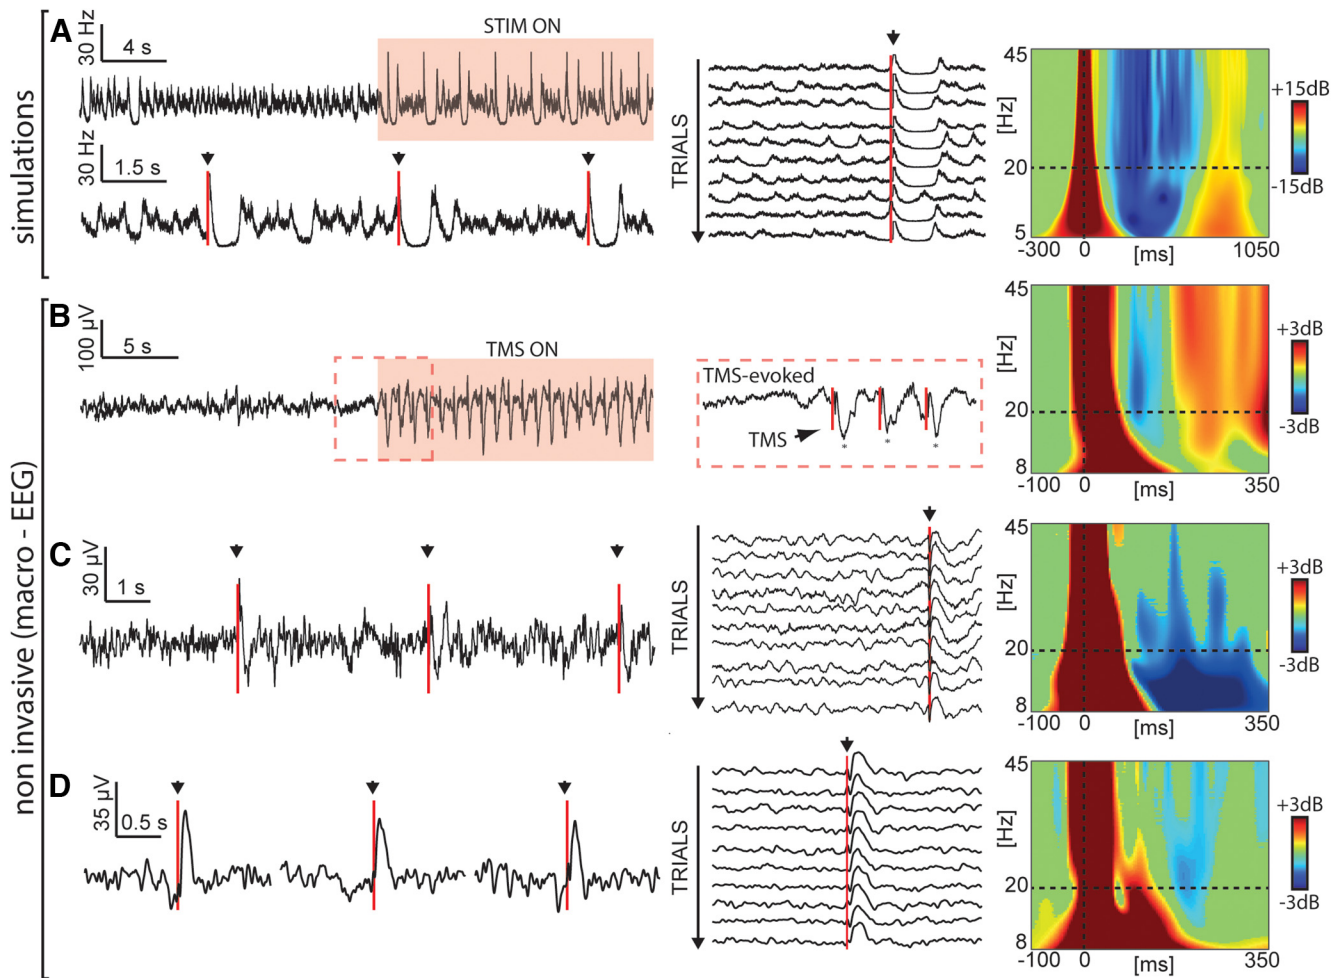 simulations
A
30 Hz
4 s
STIM ON
30 Hz
1.5 s
TRIALS
45
[Hz]
20
5
-300 0 [ms] 1050
+15dB
-15dB
non invasive (macro - EEG)
B
100 µV
5 s
TMS ON
TMS-evoked
TMS
* * *
45
[Hz]
20
8
-100 0 [ms] 350
+3dB
-3dB
C
30 µV
1 s
TRIALS
45
[Hz]
20
8
-100 0 [ms] 350
+3dB
-3dB
D
35 µV
0.5 s
TRIALS
45
[Hz]
20
8
-100 0 [ms] 350
+3dB
-3dB